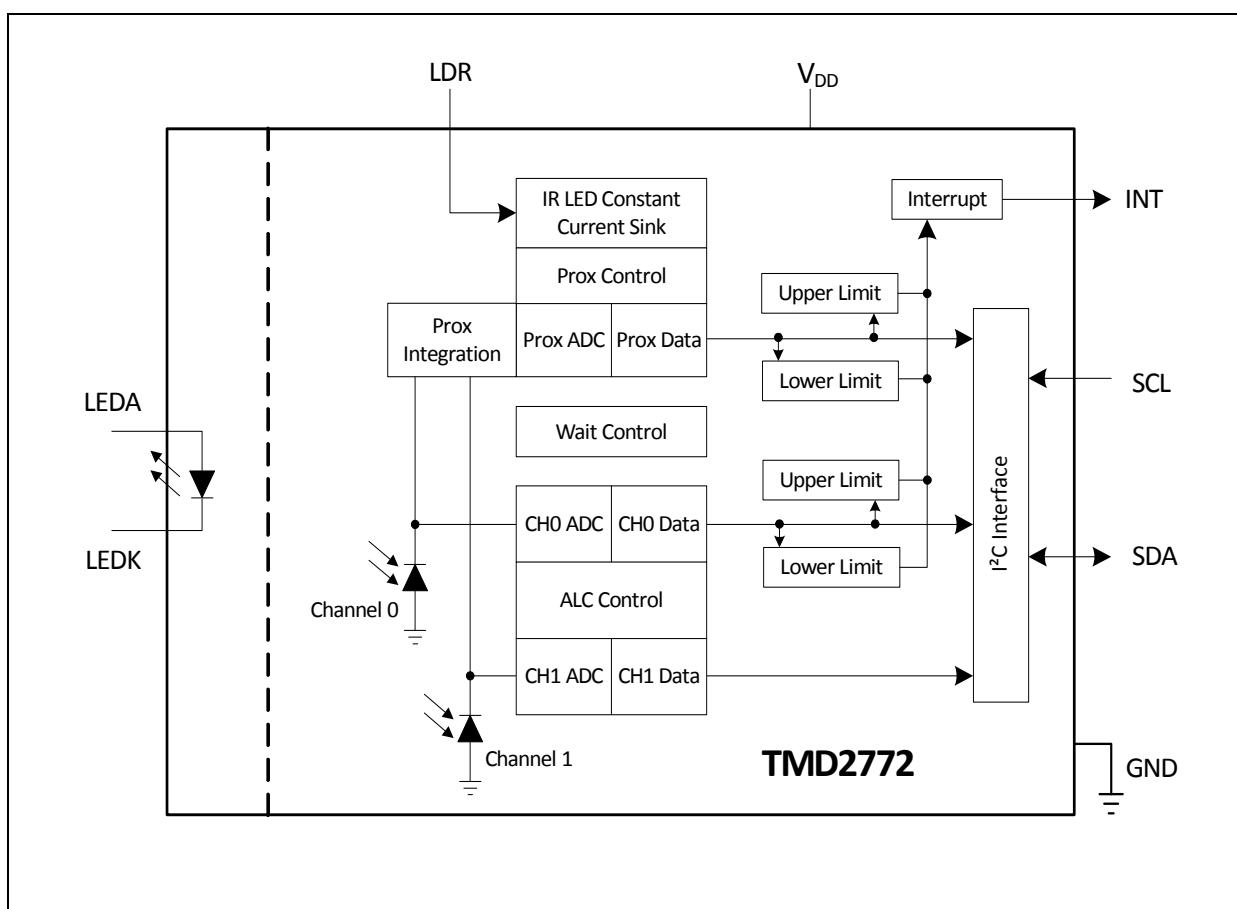 LDR
V_DD
IR LED Constant
Current Sink
Interrupt
INT
Prox Control
Upper Limit
Prox
Integration
Prox ADC
Prox Data
Lower Limit
SCL
LEDA
Wait Control
Upper Limit
I²C Interface
CH0 ADC
CH0 Data
SDA
LEDK
Lower Limit
Channel 0
ALC Control
CH1 ADC
CH1 Data
Channel 1
TMD2772
GND